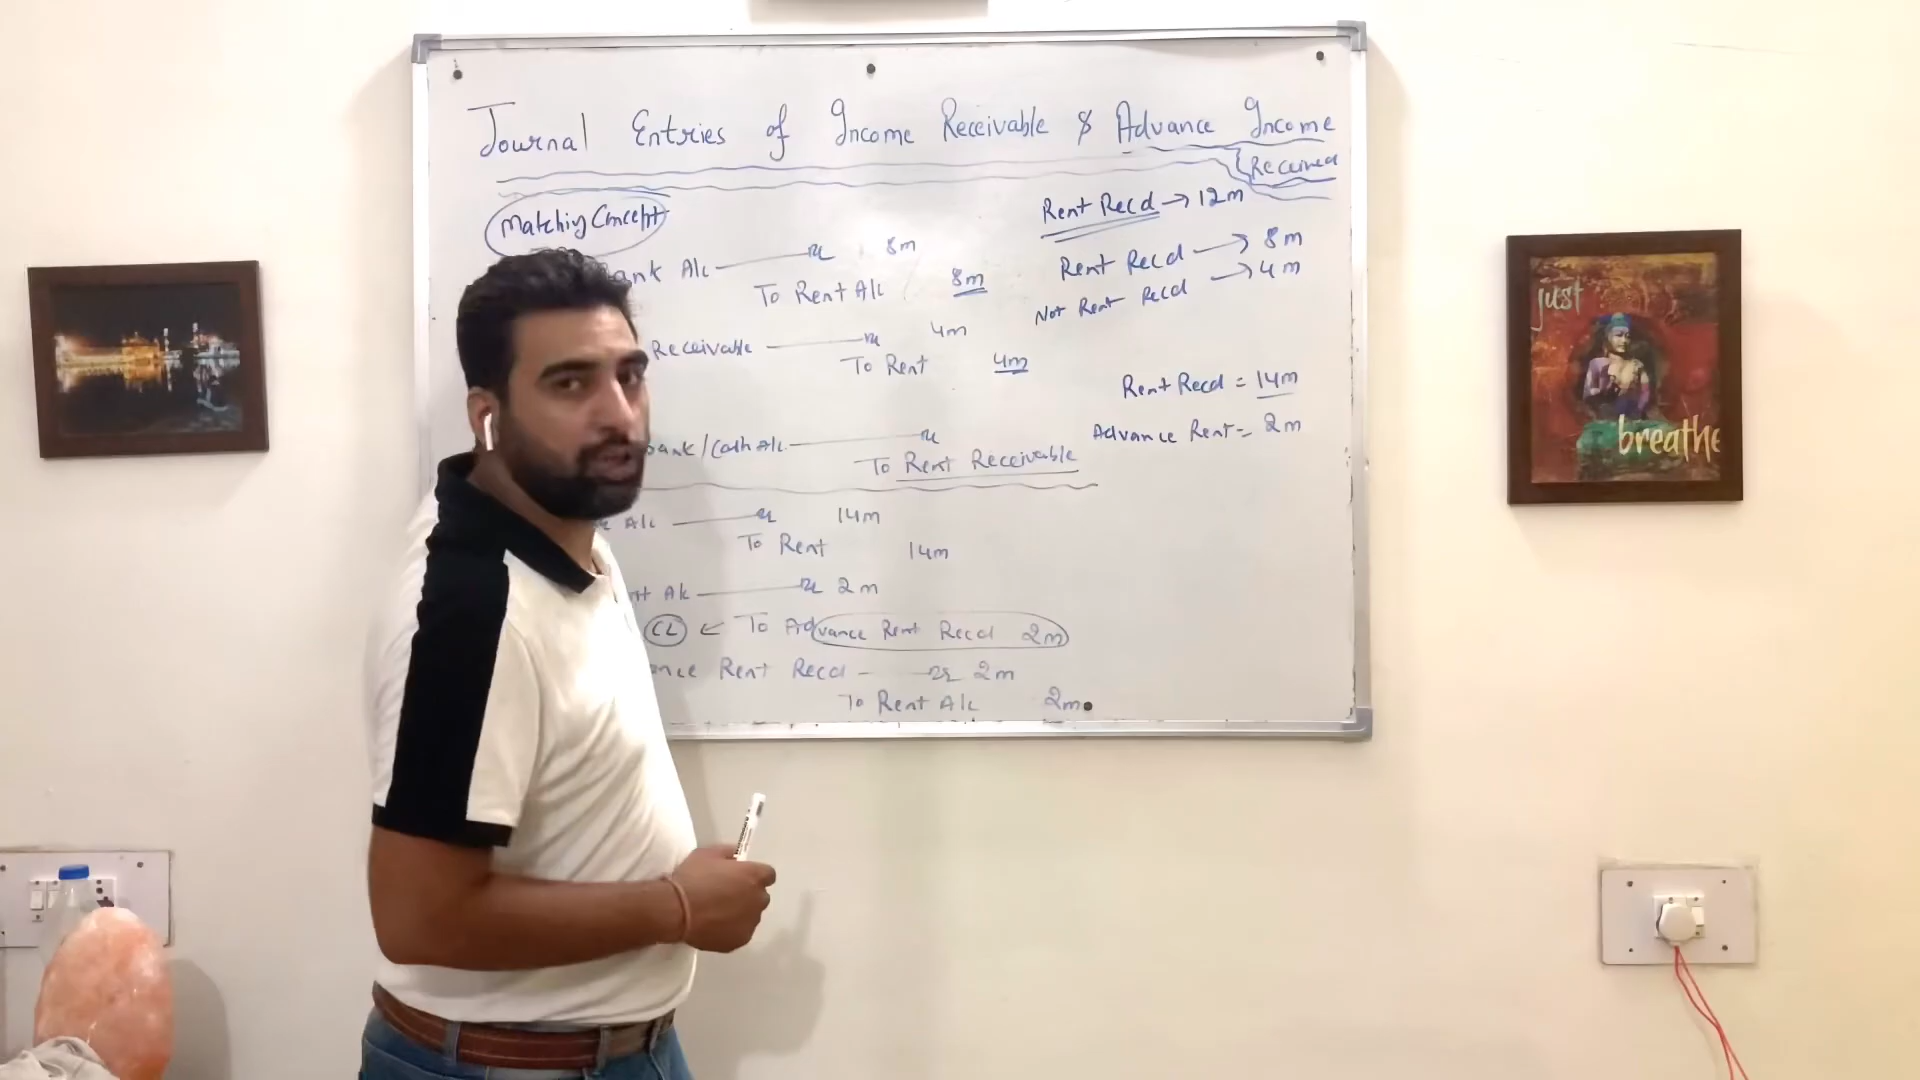 Journal Entries of Income Receivable & Advance Income
Received
Matching Concept
Rent Recd → 12m
ank A/c Dr 8m
To Rent A/c 8m
Rent Recd → 8m
Not Rent Recd → 4m
Receivable Dr 4m
To Rent 4m
Rent Recd = 14m
Advance Rent = 2m
Bank/Cash A/c Dr
To Rent Receivable
A/c Dr 14m
To Rent 14m
nt A/c Dr 2m
CL ← To Advance Rent Recd 2m
ance Rent Recd Dr 2m
To Rent A/c 2m
just
breathe